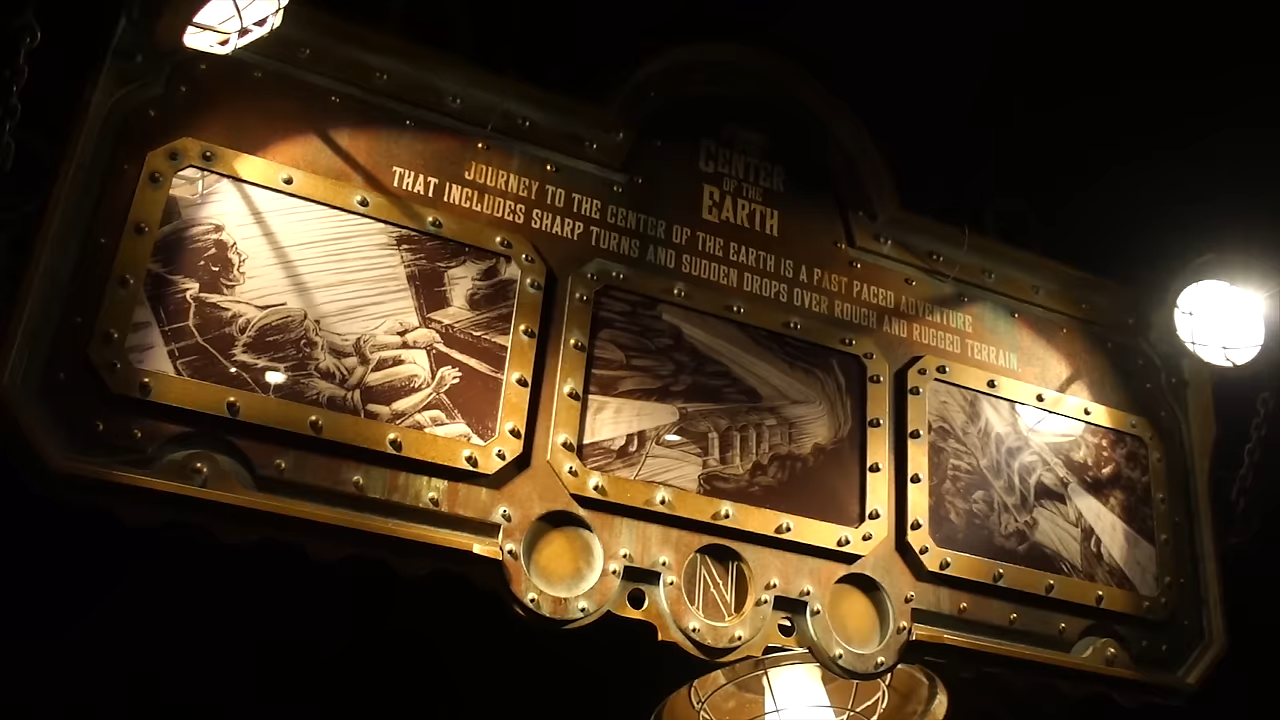 CENTER
OF THE
EARTH
JOURNEY TO THE CENTER OF THE EARTH IS A FAST PACED ADVENTURE
THAT INCLUDES SHARP TURNS AND SUDDEN DROPS OVER ROUGH AND RUGGED TERRAIN.
N